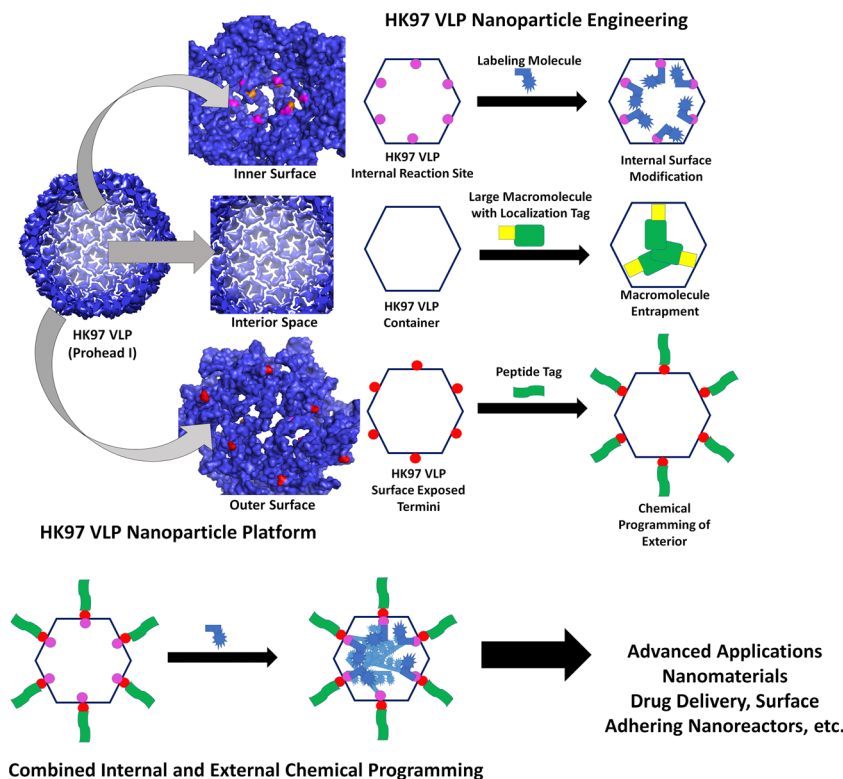 HK97 VLP Nanoparticle Engineering
Labeling Molecule
Inner Surface
HK97 VLP
Internal Reaction Site
Internal Surface
Modification
Large Macromolecule
with Localization Tag
HK97 VLP
(Prohead I)
Interior Space
HK97 VLP
Container
Macromolecule
Entrapment
Peptide Tag
Outer Surface
HK97 VLP
Surface Exposed
Termini
Chemical
Programming of
Exterior
HK97 VLP Nanoparticle Platform
Advanced Applications
Nanomaterials
Drug Delivery, Surface
Adhering Nanoreactors, etc.
Combined Internal and External Chemical Programming